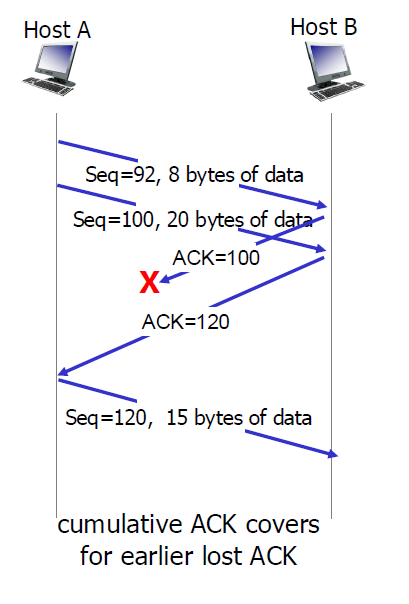 Host A
Host B
Seq=92, 8 bytes of data
Seq=100, 20 bytes of data
ACK=100
X
ACK=120
Seq=120,  15 bytes of data
cumulative ACK covers
for earlier lost ACK